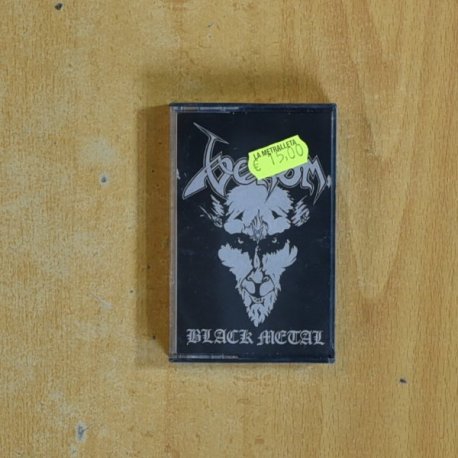 LA METRALLETA
€ 15,00
VENOM.
BLACK METAL